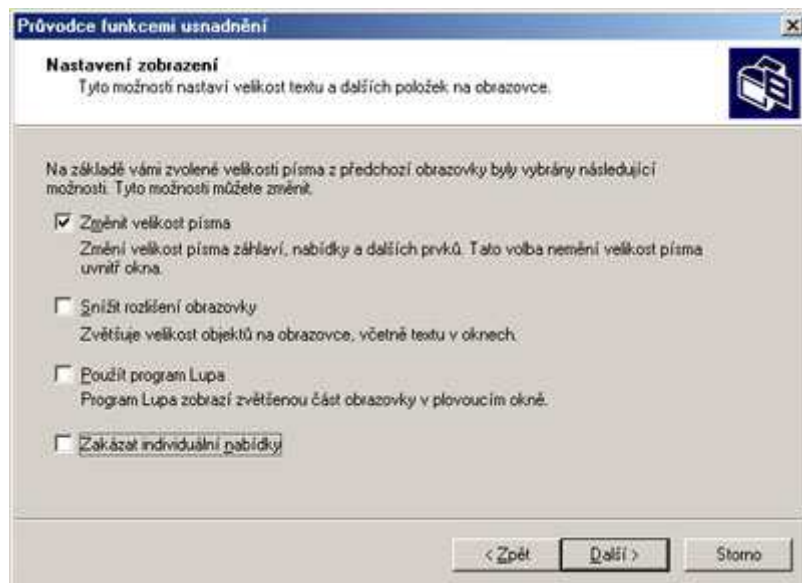 Průvodce funkcemi usnadnění
Nastavení zobrazení
Tyto možnosti nastaví velikost textu a dalších položek na obrazovce.
Na základě vámi zvolené velikosti písma z předchozí obrazovky byly vybrány následující
možnosti. Tyto možnosti můžete změnit.
Změnit velikost písma
Změní velikost písma záhlaví, nabídky a dalších prvků. Tato volba nemění velikost písma
uvnitř okna.
Snížit rozlišení obrazovky
Zvětšuje velikost objektů na obrazovce, včetně textu v oknech.
Použít program Lupa
Program Lupa zobrazí zvětšenou část obrazovky v plovoucím okně.
Zakázat individuální nabídky
< Zpět
Další >
Storno